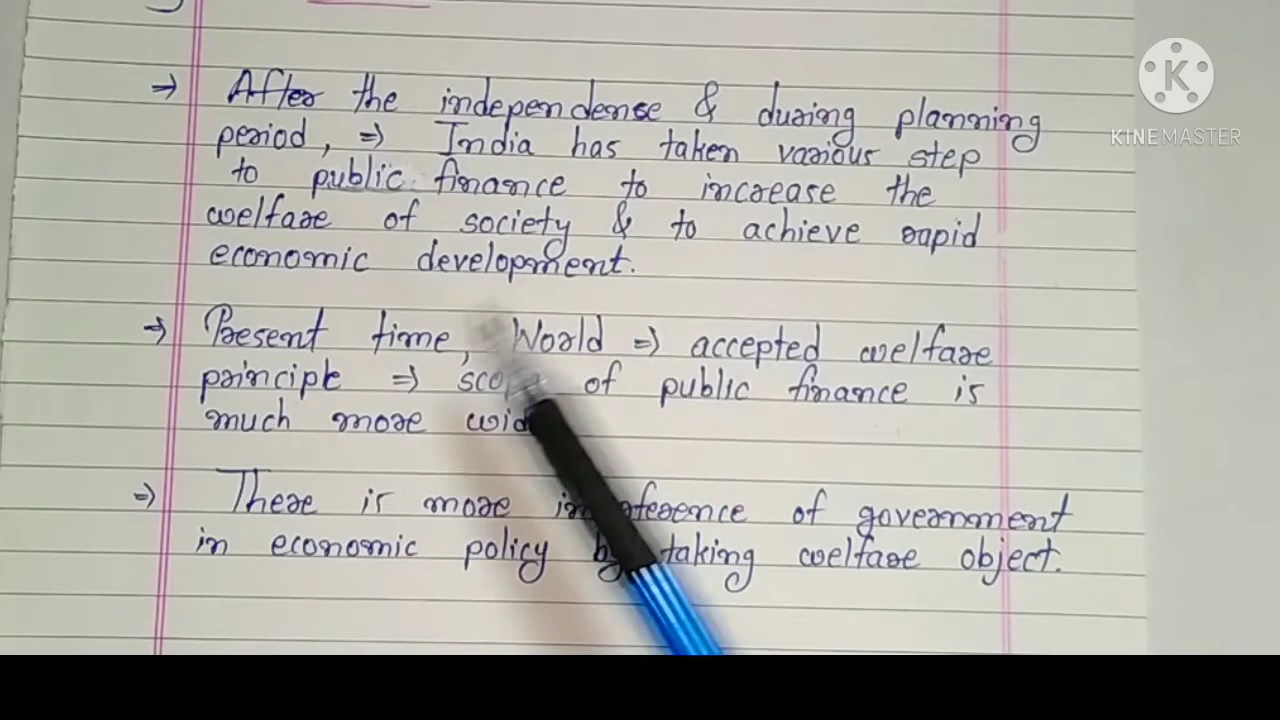 ⇒ After the independense & during planning
period, ⇒ India has taken various step
to public finance to increase the
welfare of society & to achieve rapid
economic development.
⇒ Present time, World ⇒ accepted welfare
principle ⇒ of public finance is
much more
⇒ There is more of government
in economic policy by taking welfare object.
KINEMASTER